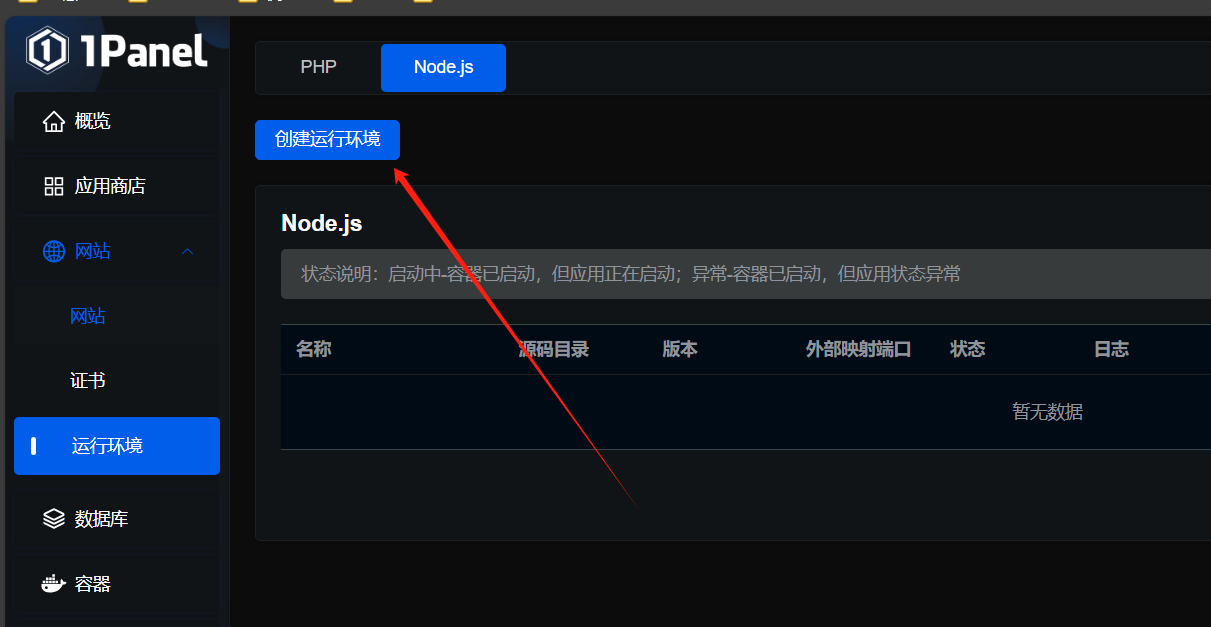 1Panel
PHP
Node.js
概览
创建运行环境
应用商店
Node.js
网站
状态说明：启动中-容器已启动，但应用正在启动；异常-容器已启动，但应用状态异常
网站
名称 源码目录 版本 外部映射端口 状态 日志
证书
暂无数据
运行环境
数据库
容器